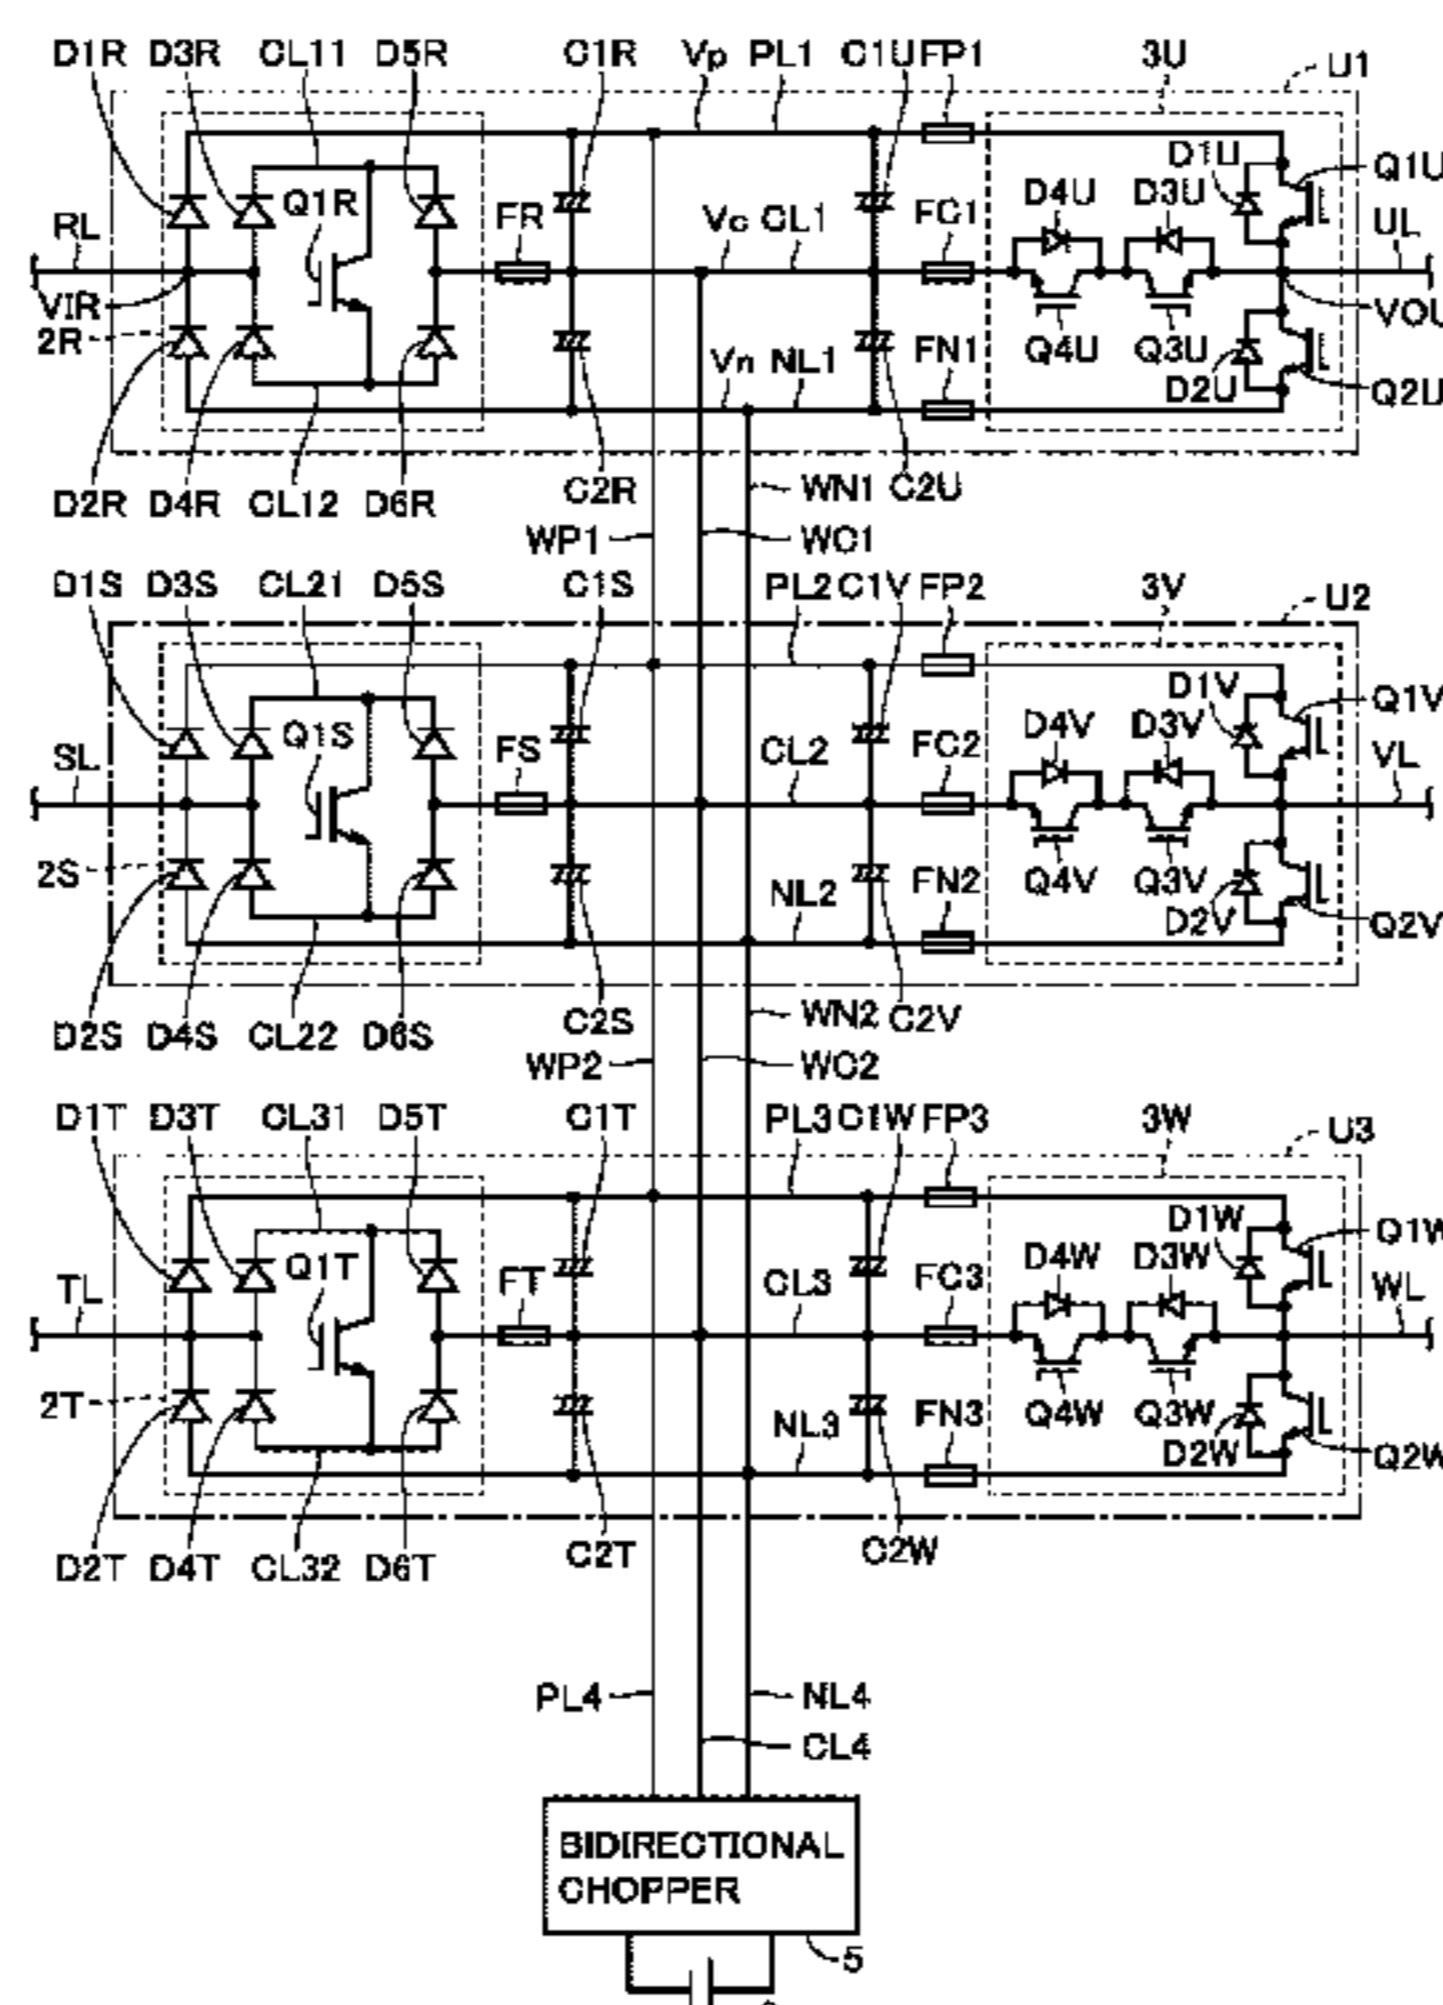 D1R D3R CL11 D5R C1R Vp PL1 C1U FP1 3U U1
D1U Q1U
Q1R FR Vc CL1 FC1 D4U D3U UL
RL
VIR VOU
2R Vn NL1 FN1 Q4U Q3U D2U Q2U
D2R D4R CL12 D6R C2R WN1 C2U
WP1 WC1
D1S D3S CL21 D5S C1S PL2 C1V FP2 3V U2
D1V Q1V
Q1S FS CL2 FC2 D4V D3V VL
SL
2S NL2 FN2 Q4V Q3V D2V Q2V
D2S D4S CL22 D6S C2S WN2 C2V
WP2 WC2
D1T D3T CL31 D5T C1T PL3 C1W FP3 3W U3
D1W Q1W
Q1T FT CL3 FC3 D4W D3W WL
TL
2T NL3 FN3 Q4W Q3W D2W Q2W
D2T D4T CL32 D6T C2T C2W
PL4 NL4
CL4
BIDIRECTIONAL
CHOPPER
5